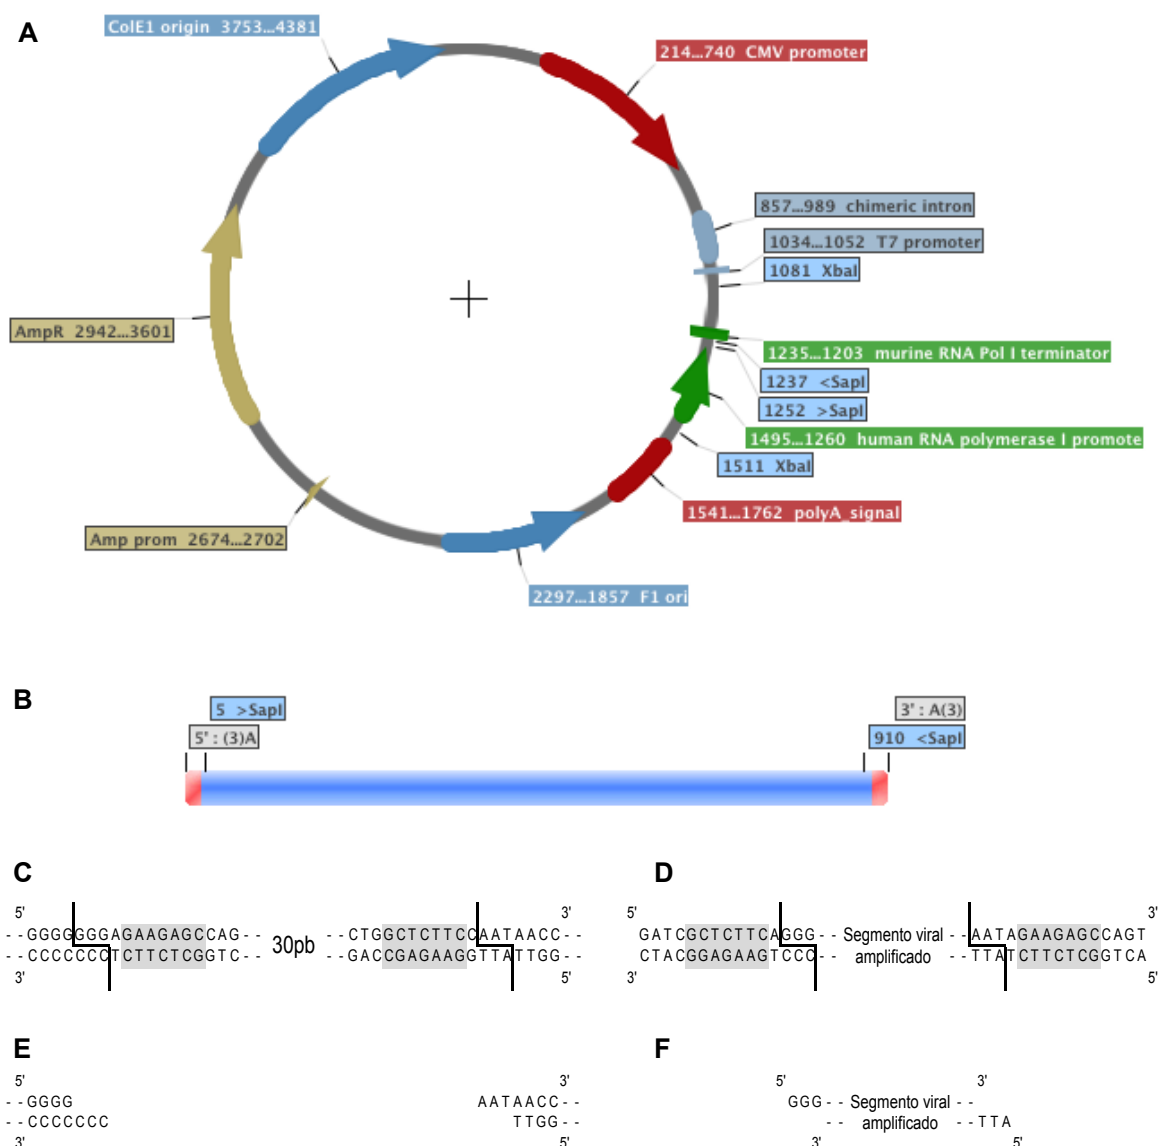 A
ColE1 origin 3753...4381
214...740 CMV promoter
857...989 chimeric intron
1034...1052 T7 promoter
1081 XbaI
AmpR 2942...3601
1235...1203 murine RNA Pol I terminator
1237 <SapI
1252 >SapI
1495...1260 human RNA polymerase I promote
1511 XbaI
1541...1762 polyA_signal
Amp prom 2674...2702
2297...1857 F1 ori
B
5 >SapI
5' : (3)A
3' : A(3)
910 <SapI
C
5' 3'
--GGGGGGGAGAAGAGCCAG-- 30pb --CTGGCTCTTCCAATAACC--
--CCCCCCCTCTTCTCGGTC-- --GACCGAGAAGGTTATTGG--
3' 5'
D
5' 3'
GATCGCTCTTCAGGG-- Segmento viral --AATAGAAGAGCCAGT
CTACGGAGAAGTCCC-- amplificado --TTATCTTCTCGGTCA
3' 5'
E
5' 3'
--GGGG AATAACC--
--CCCCCCC TTGG--
3' 5'
F
5' 3'
GGG-- Segmento viral --
amplificado --TTA
3' 5'